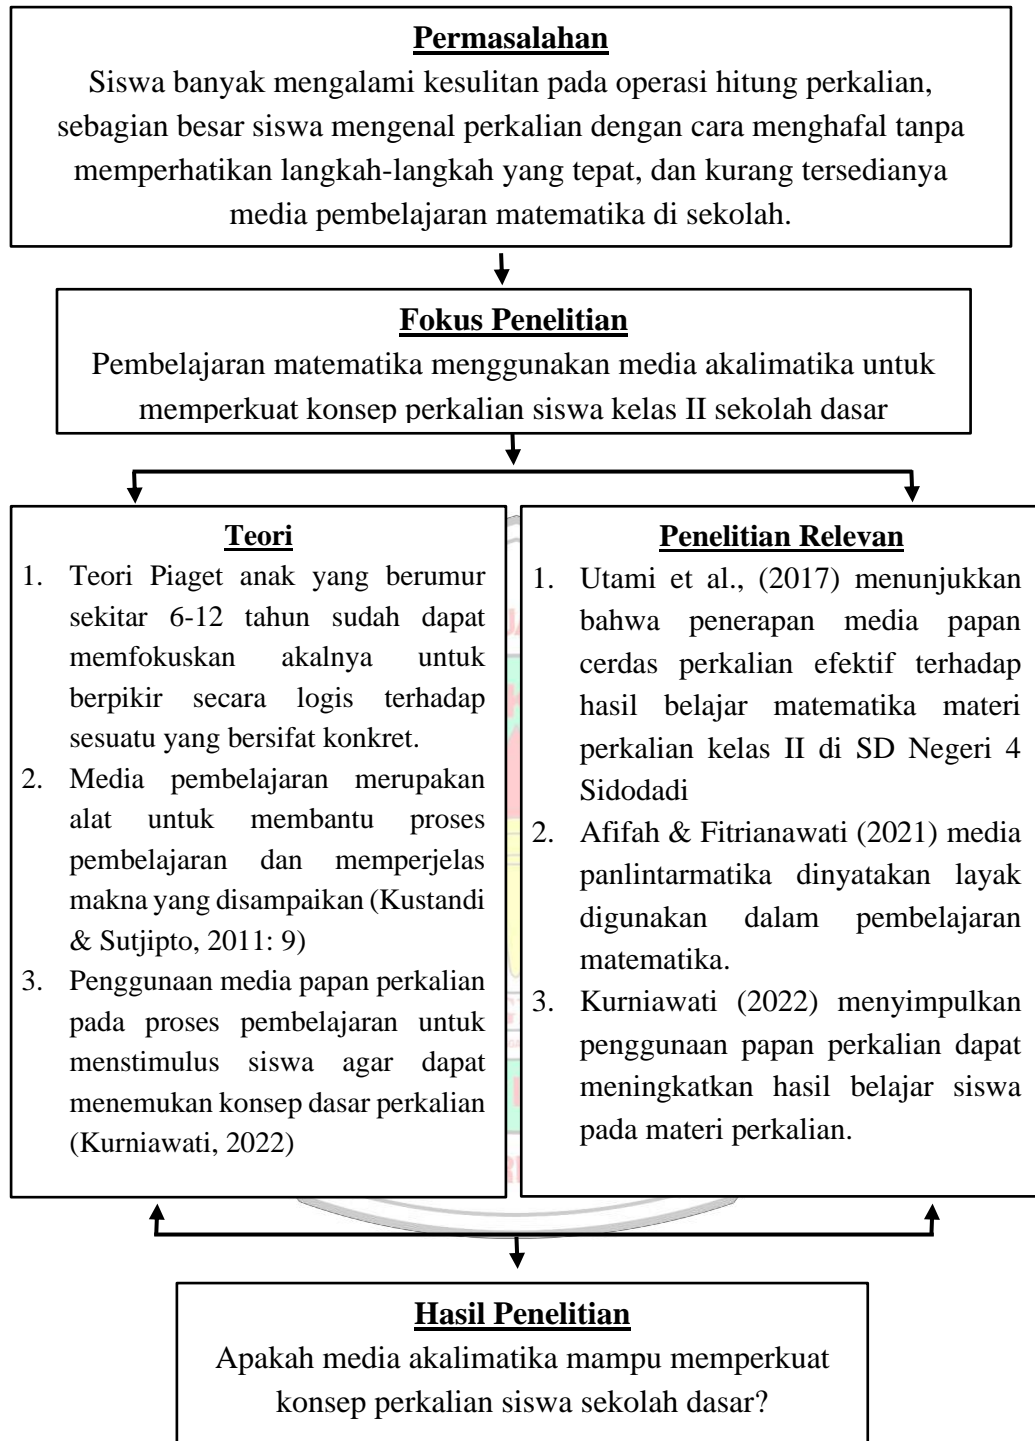 Permasalahan
Siswa banyak mengalami kesulitan pada operasi hitung perkalian,
sebagian besar siswa mengenal perkalian dengan cara menghafal tanpa
memperhatikan langkah-langkah yang tepat, dan kurang tersedianya
media pembelajaran matematika di sekolah.
Fokus Penelitian
Pembelajaran matematika menggunakan media akalimatika untuk
memperkuat konsep perkalian siswa kelas II sekolah dasar
Teori
1. Teori Piaget anak yang berumur
sekitar 6-12 tahun sudah dapat
memfokuskan akalnya untuk
berpikir secara logis terhadap
sesuatu yang bersifat konkret.
2. Media pembelajaran merupakan
alat untuk membantu proses
pembelajaran dan memperjelas
makna yang disampaikan (Kustandi
& Sutjipto, 2011: 9)
3. Penggunaan media papan perkalian
pada proses pembelajaran untuk
menstimulus siswa agar dapat
menemukan konsep dasar perkalian
(Kurniawati, 2022)
Penelitian Relevan
1. Utami et al., (2017) menunjukkan
bahwa penerapan media papan
cerdas perkalian efektif terhadap
hasil belajar matematika materi
perkalian kelas II di SD Negeri 4
Sidodadi
2. Afifah & Fitrianawati (2021) media
panlintarmatika dinyatakan layak
digunakan dalam pembelajaran
matematika.
3. Kurniawati (2022) menyimpulkan
penggunaan papan perkalian dapat
meningkatkan hasil belajar siswa
pada materi perkalian.
Hasil Penelitian
Apakah media akalimatika mampu memperkuat
konsep perkalian siswa sekolah dasar?